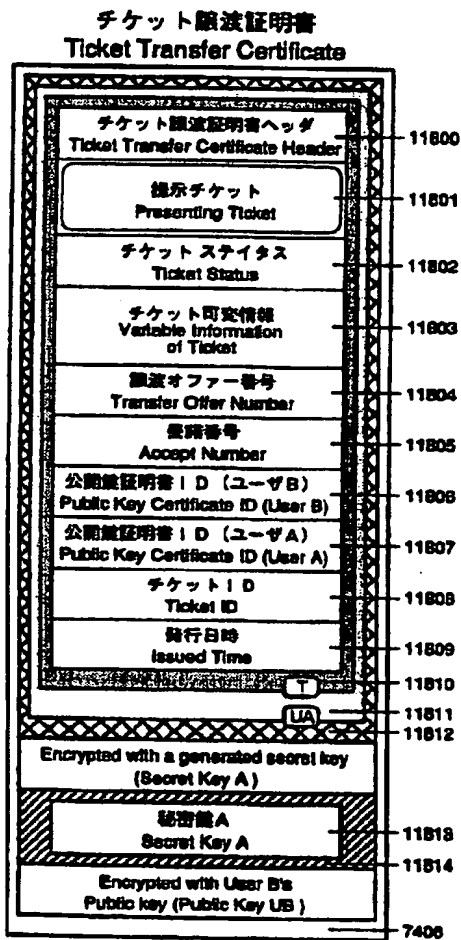 チケット譲渡証明書
Ticket Transfer Certificate
チケット譲渡証明書ヘッダ
Ticket Transfer Certificate Header
11800
提示チケット
Presenting Ticket
11801
チケット ステイタス
Ticket Status
11802
チケット可変情報
Variable Information
of Ticket
11803
譲渡オファー番号
Transfer Offer Number
11804
受諾番号
Accept Number
11805
公開鍵証明書ID(ユーザB)
Public Key Certificate ID (User B)
11806
公開鍵証明書ID(ユーザA)
Public Key Certificate ID (User A)
11807
チケットID
Ticket ID
11808
発行日時
Issued Time
11809
T
11810
11811
UA
11812
Encrypted with a generated secret key
(Secret Key A)
秘密鍵A
Secret Key A
11813
11814
Encrypted with User B's
Public key (Public Key UB)
7406